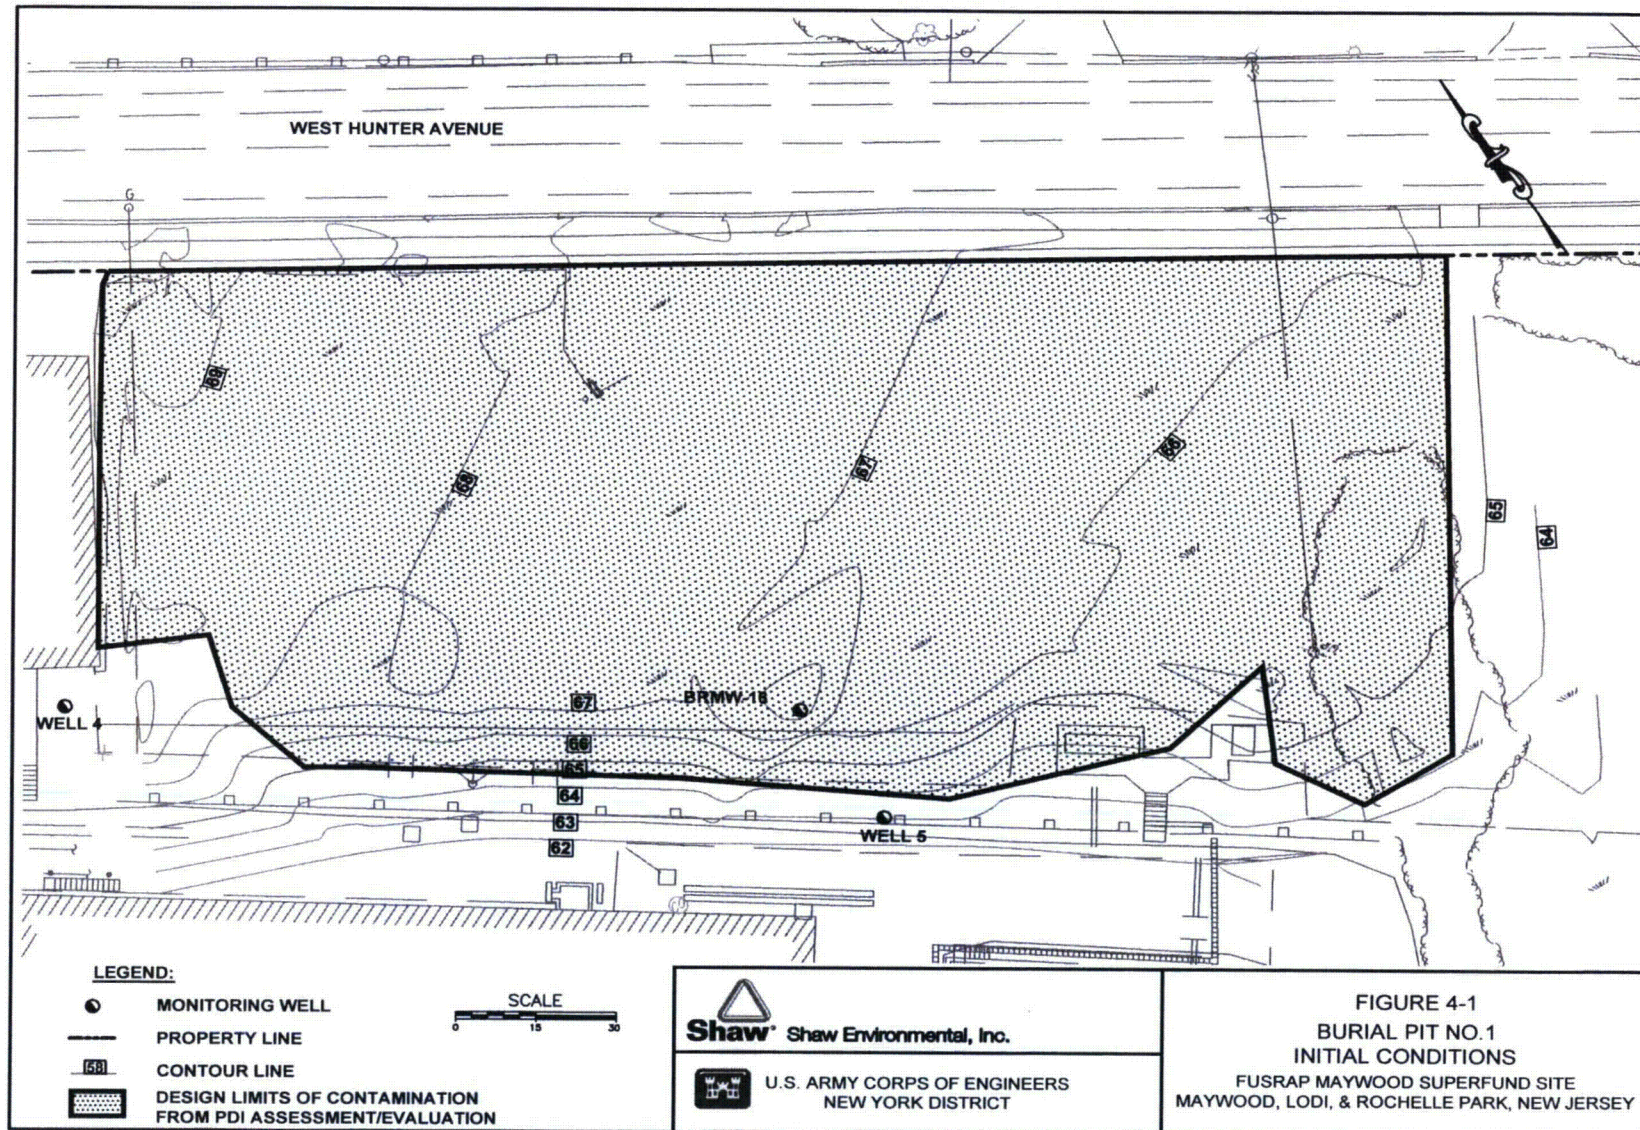 WEST HUNTER AVENUE
G
69
68
67
66
65
64
67
BRMW-16
66
65
64
63
62
WELL 4
WELL 5
LEGEND:
MONITORING WELL
PROPERTY LINE
58 CONTOUR LINE
DESIGN LIMITS OF CONTAMINATION
FROM PDI ASSESSMENT/EVALUATION
SCALE
0 15 30
Shaw Shaw Environmental, Inc.
U.S. ARMY CORPS OF ENGINEERS
NEW YORK DISTRICT
FIGURE 4-1
BURIAL PIT NO.1
INITIAL CONDITIONS
FUSRAP MAYWOOD SUPERFUND SITE
MAYWOOD, LODI, & ROCHELLE PARK, NEW JERSEY